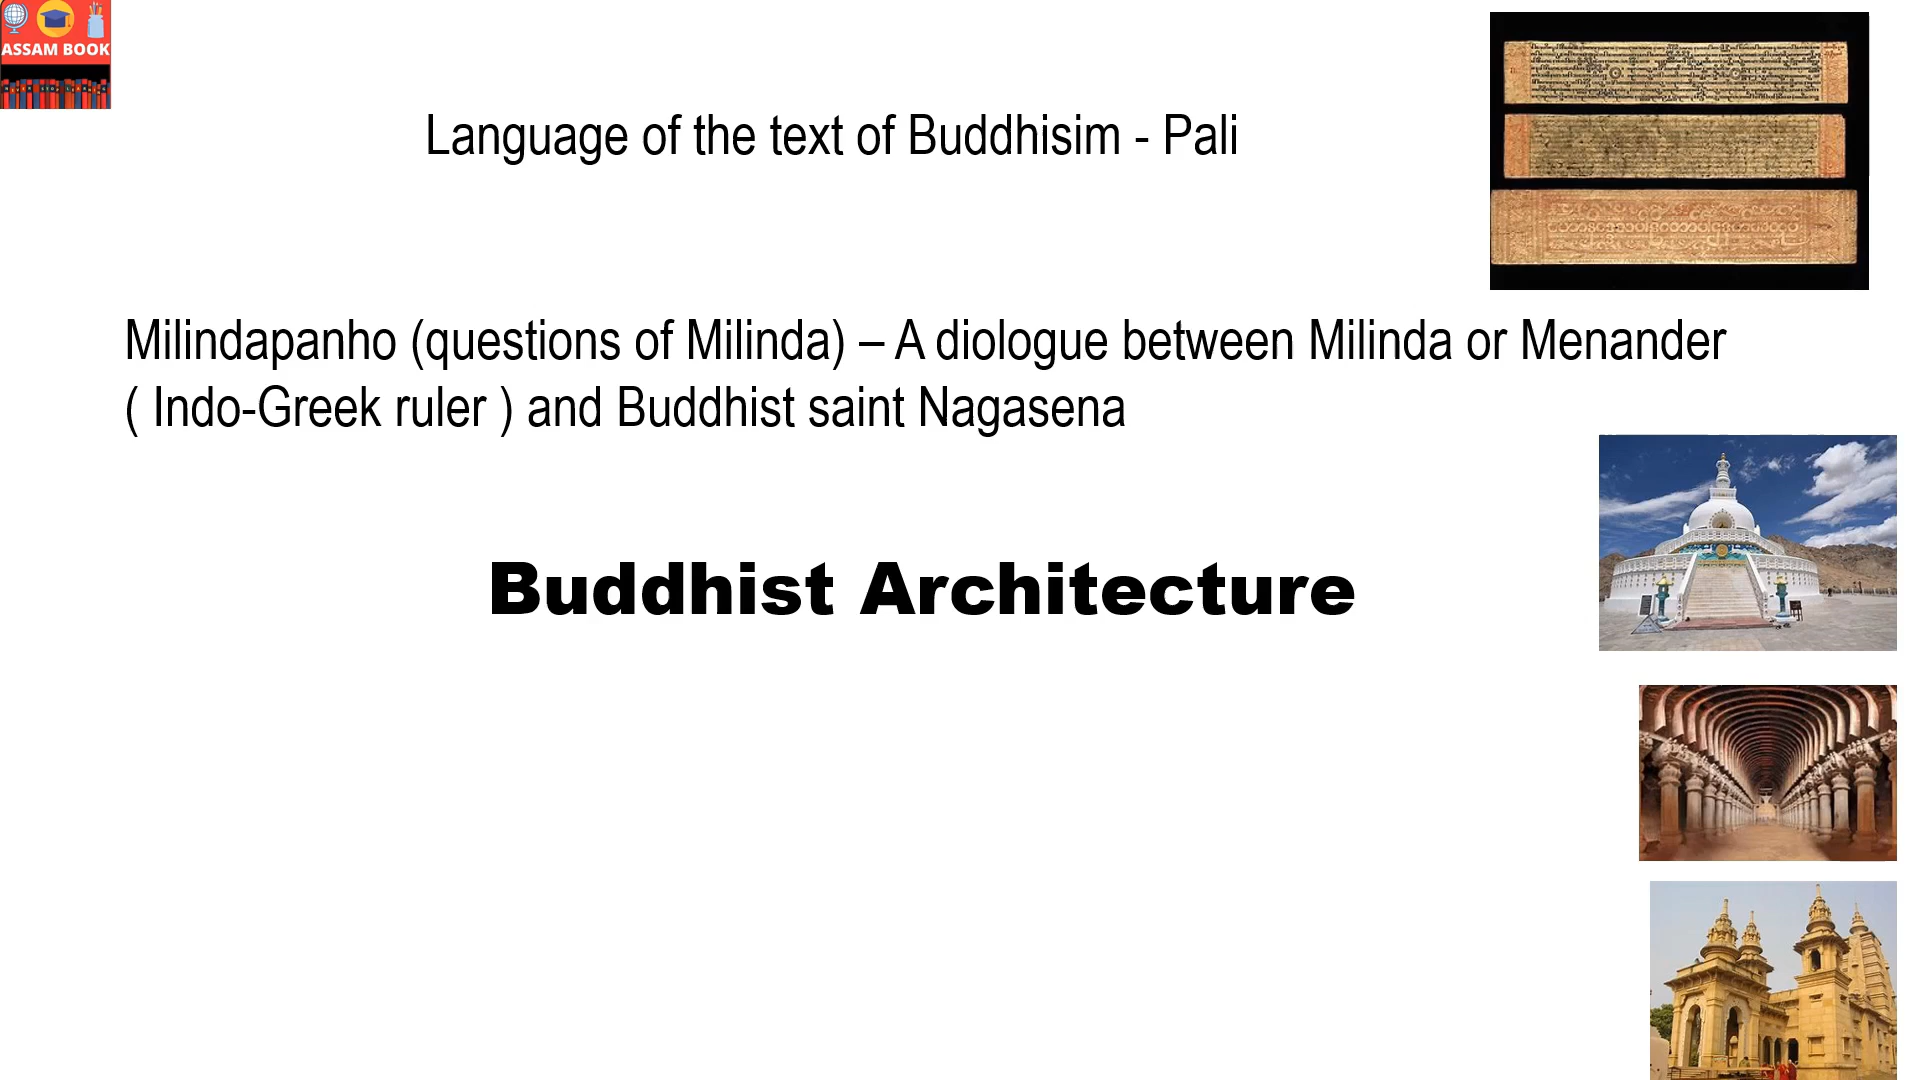 ASSAM BOOK
Language of the text of Buddhisim - Pali
Milindapanho (questions of Milinda) – A diologue between Milinda or Menander
( Indo-Greek ruler ) and Buddhist saint Nagasena
Buddhist Architecture